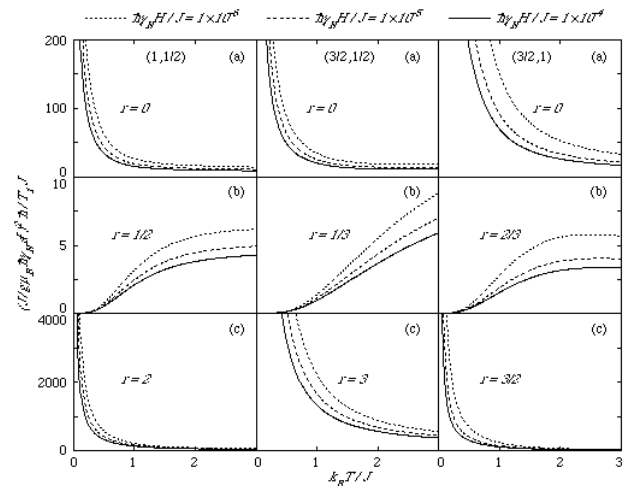 ħγ_N H / J = 1×10⁻⁶ ħγ_N H / J = 1×10⁻⁵ ħγ_N H / J = 1×10⁻⁴
200 (1,1/2) (a) (3/2,1/2) (a) (3/2,1) (a)
r = 0 r = 0 r = 0
100
0
10 (b) (b) (b)
r = 1/2 r = 1/3 r = 2/3
5
0
4000 (c) (c) (c)
r = 2 r = 3 r = 3/2
2000
0
0 1 2 0 1 2 0 1 2 3
k_B T / J k_B T / J k_B T / J